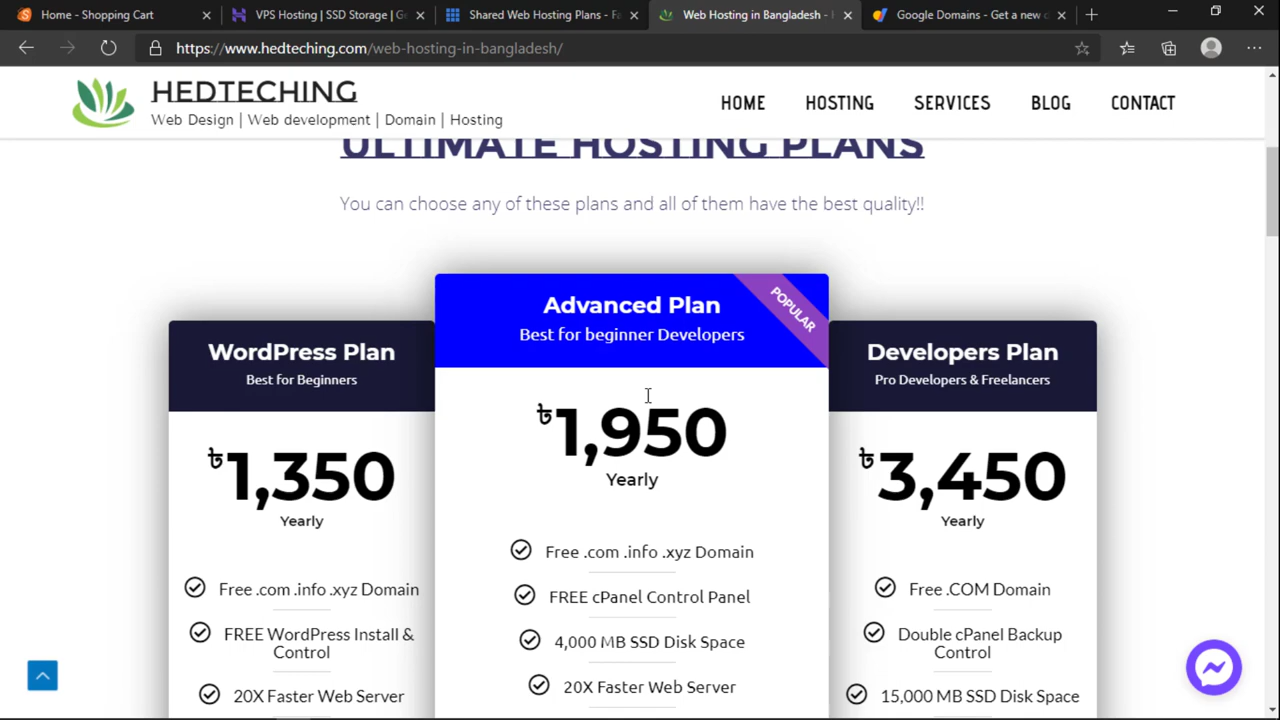 Home - Shopping Cart
VPS Hosting | SSD Storage | Ge
Shared Web Hosting Plans - Fa
Web Hosting in Bangladesh - 
Google Domains - Get a new d
https://www.hedteching.com/web-hosting-in-bangladesh/
HEDTECHING
Web Design | Web development | Domain | Hosting
HOME
HOSTING
SERVICES
BLOG
CONTACT
ULTIMATE HOSTING PLANS
You can choose any of these plans and all of them have the best quality!!
WordPress Plan
Best for Beginners
৳1,350
Yearly
Free .com .info .xyz Domain
FREE WordPress Install &
Control
20X Faster Web Server
Advanced Plan
Best for beginner Developers
POPULAR
৳1,950
Yearly
Free .com .info .xyz Domain
FREE cPanel Control Panel
4,000 MB SSD Disk Space
20X Faster Web Server
Developers Plan
Pro Developers & Freelancers
৳3,450
Yearly
Free .COM Domain
Double cPanel Backup
Control
15,000 MB SSD Disk Space